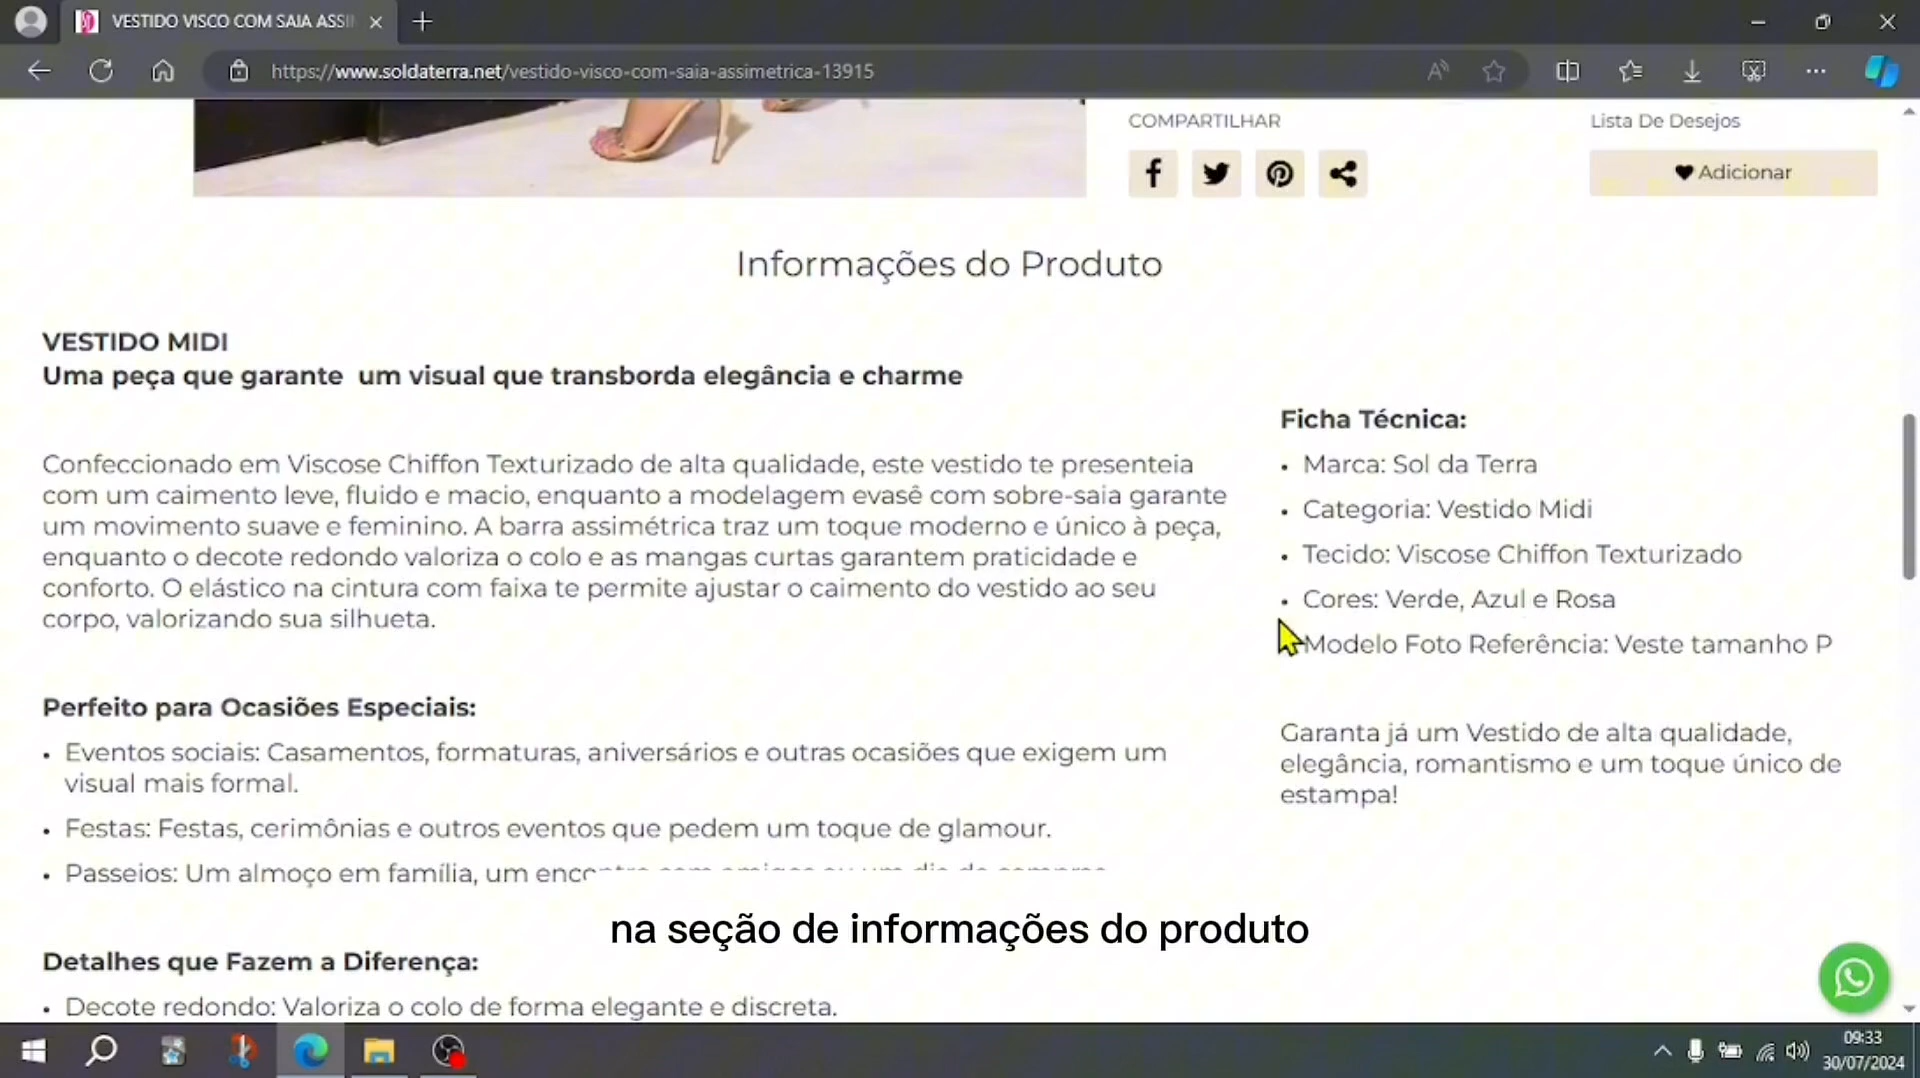 VESTIDO VISCO COM SAIA ASSI
https://www.soldaterra.net/vestido-visco-com-saia-assimetrica-13915
COMPARTILHAR
Lista De Desejos
Adicionar
Informações do Produto
VESTIDO MIDI
Uma peça que garante um visual que transborda elegância e charme
Confeccionado em Viscose Chiffon Texturizado de alta qualidade, este vestido te presenteia
com um caimento leve, fluido e macio, enquanto a modelagem evasê com sobre-saia garante
um movimento suave e feminino. A barra assimétrica traz um toque moderno e único à peça,
enquanto o decote redondo valoriza o colo e as mangas curtas garantem praticidade e
conforto. O elástico na cintura com faixa te permite ajustar o caimento do vestido ao seu
corpo, valorizando sua silhueta.
Perfeito para Ocasiões Especiais:
• Eventos sociais: Casamentos, formaturas, aniversários e outras ocasiões que exigem um
visual mais formal.
• Festas: Festas, cerimônias e outros eventos que pedem um toque de glamour.
• Passeios: Um almoço em família, um encontro com amigos ou um dia de compras
Detalhes que Fazem a Diferença:
• Decote redondo: Valoriza o colo de forma elegante e discreta.
Ficha Técnica:
• Marca: Sol da Terra
• Categoria: Vestido Midi
• Tecido: Viscose Chiffon Texturizado
• Cores: Verde, Azul e Rosa
Modelo Foto Referência: Veste tamanho P
Garanta já um Vestido de alta qualidade,
elegância, romantismo e um toque único de
estampa!
na seção de informações do produto
09:33
30/07/2024